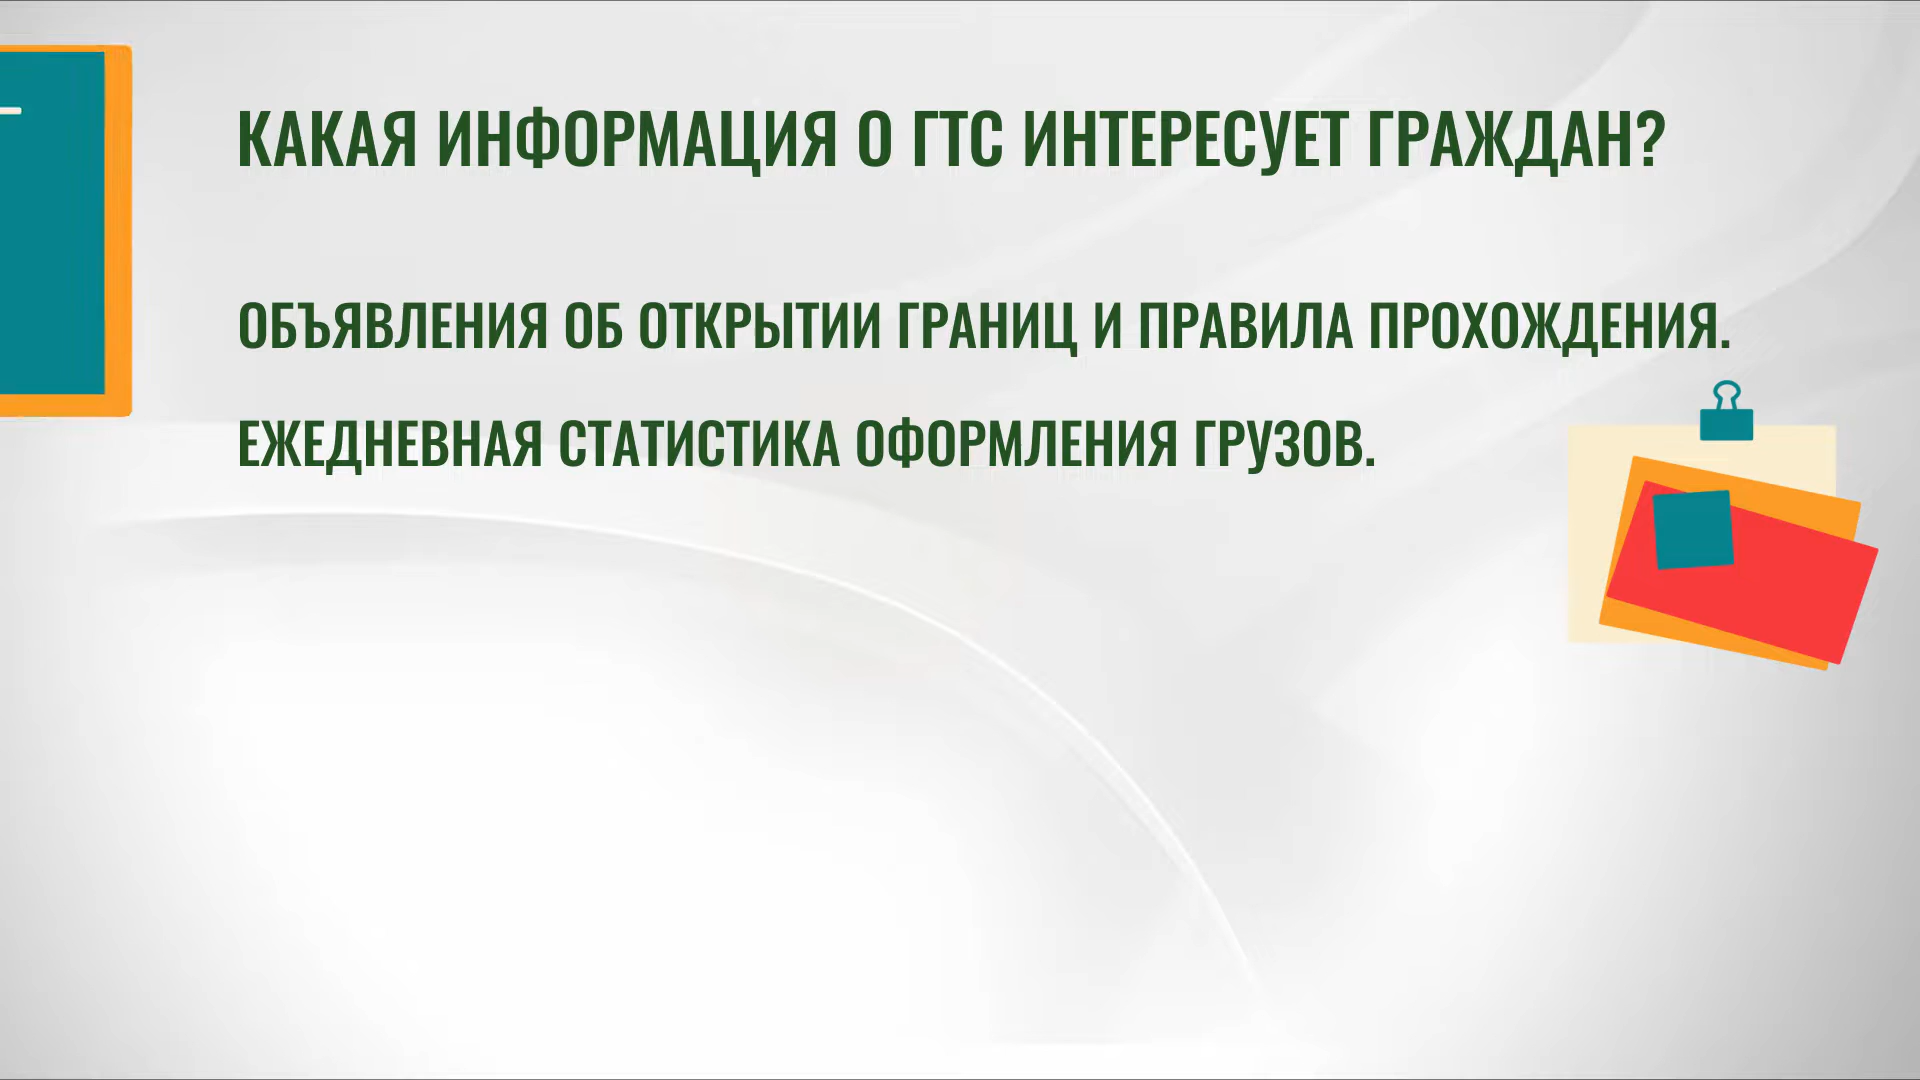 КАКАЯ ИНФОРМАЦИЯ О ГТС ИНТЕРЕСУЕТ ГРАЖДАН?
ОБЪЯВЛЕНИЯ ОБ ОТКРЫТИИ ГРАНИЦ И ПРАВИЛА ПРОХОЖДЕНИЯ.
ЕЖЕДНЕВНАЯ СТАТИСТИКА ОФОРМЛЕНИЯ ГРУЗОВ.